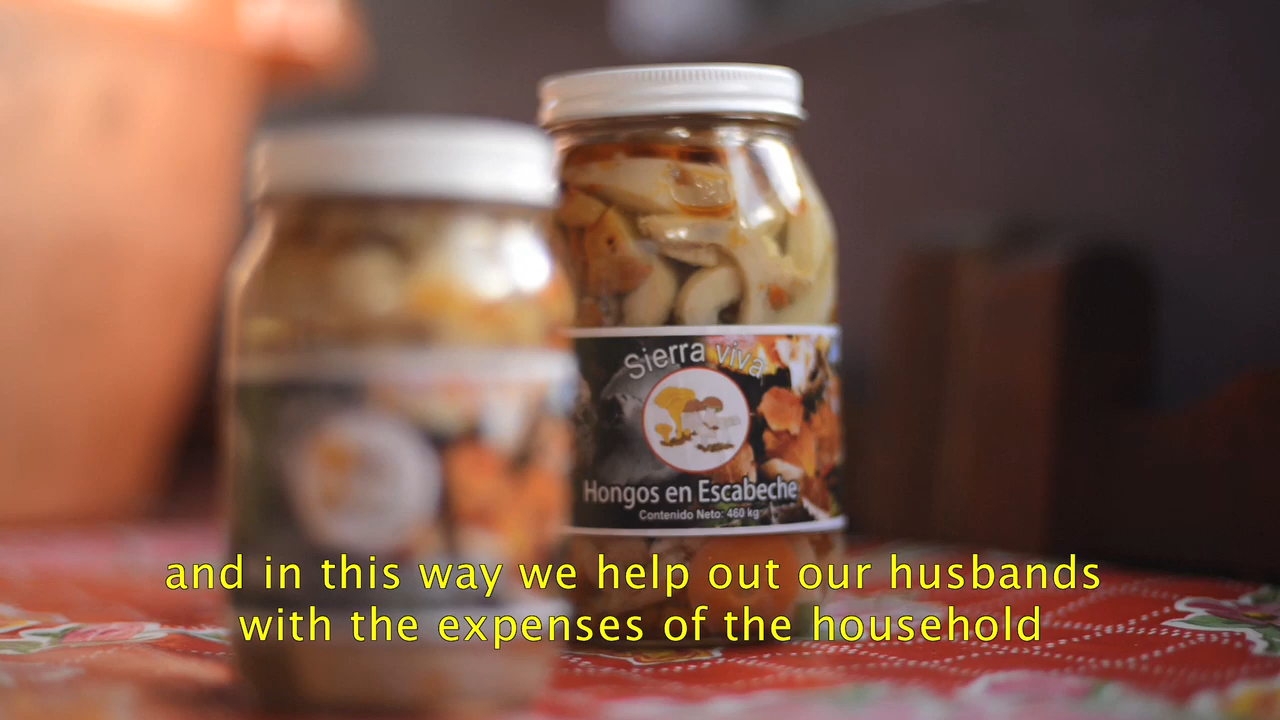 Sierra viva
Hongos en Escabeche
Contenido Neto: 460 kg
and in this way we help out our husbands
with the expenses of the household